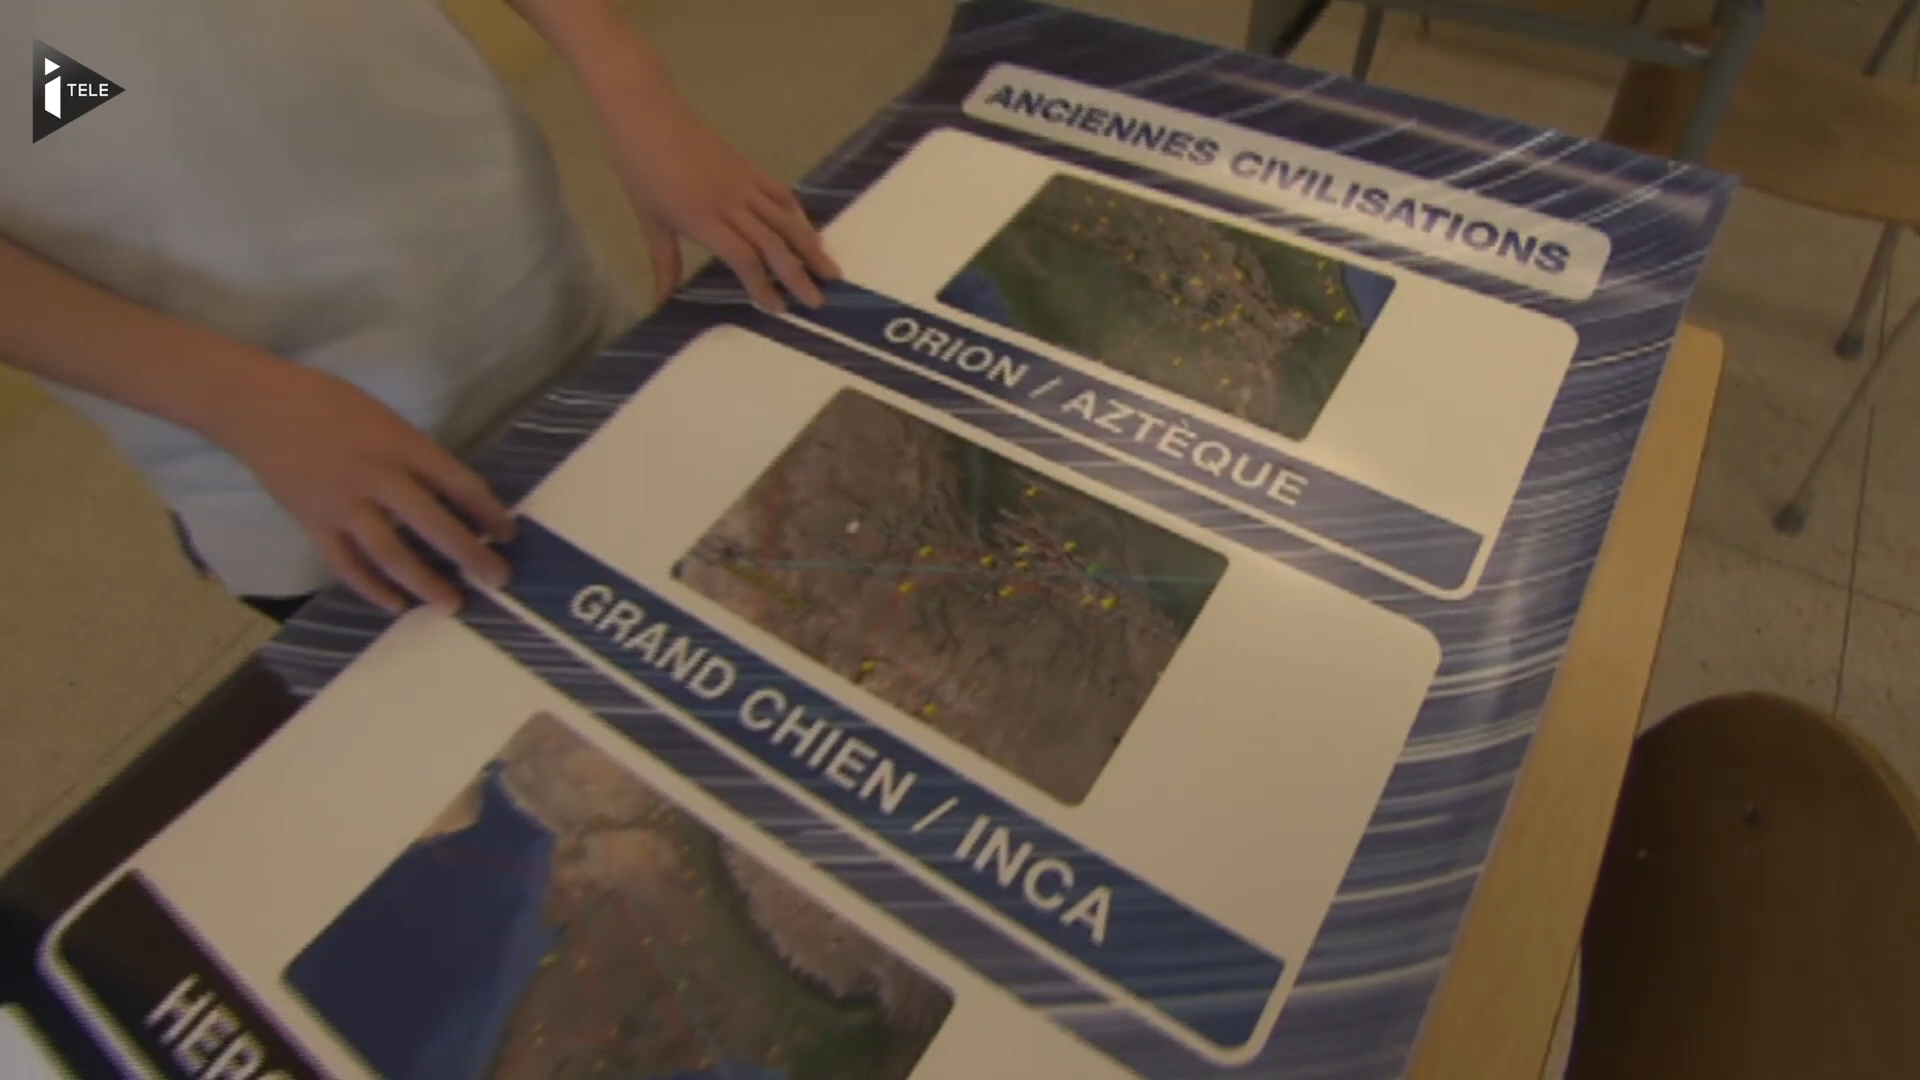 i TELE
ANCIENNES CIVILISATIONS
ORION / AZTÈQUE
GRAND CHIEN / INCA